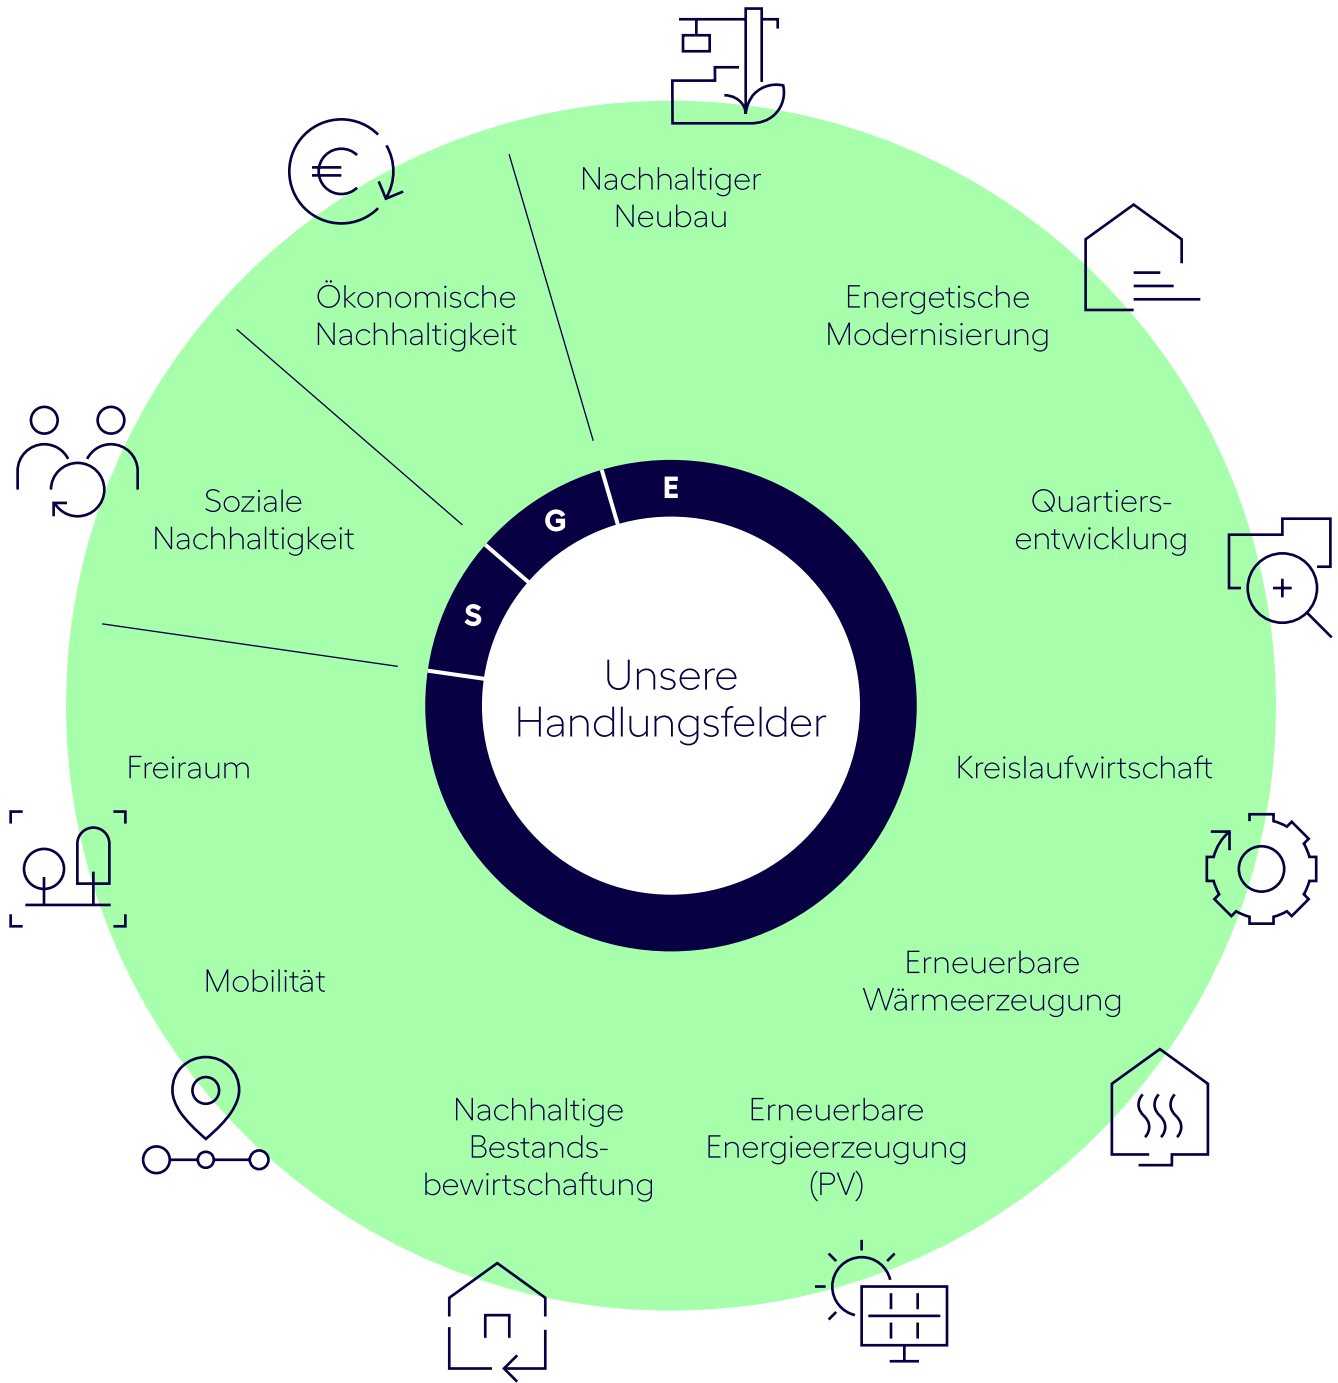 Nachhaltiger
Neubau
Energetische
Modernisierung
Quartiers-
entwicklung
Kreislaufwirtschaft
Erneuerbare
Wärmeerzeugung
Erneuerbare
Energieerzeugung
(PV)
Nachhaltige
Bestands-
bewirtschaftung
Mobilität
Freiraum
Soziale
Nachhaltigkeit
Ökonomische
Nachhaltigkeit
E
G
S
Unsere
Handlungsfelder